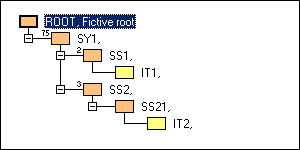 ROOT, Fictive root
75 SY1,
2 SS1,
IT1,
3 SS2,
SS21,
IT2,